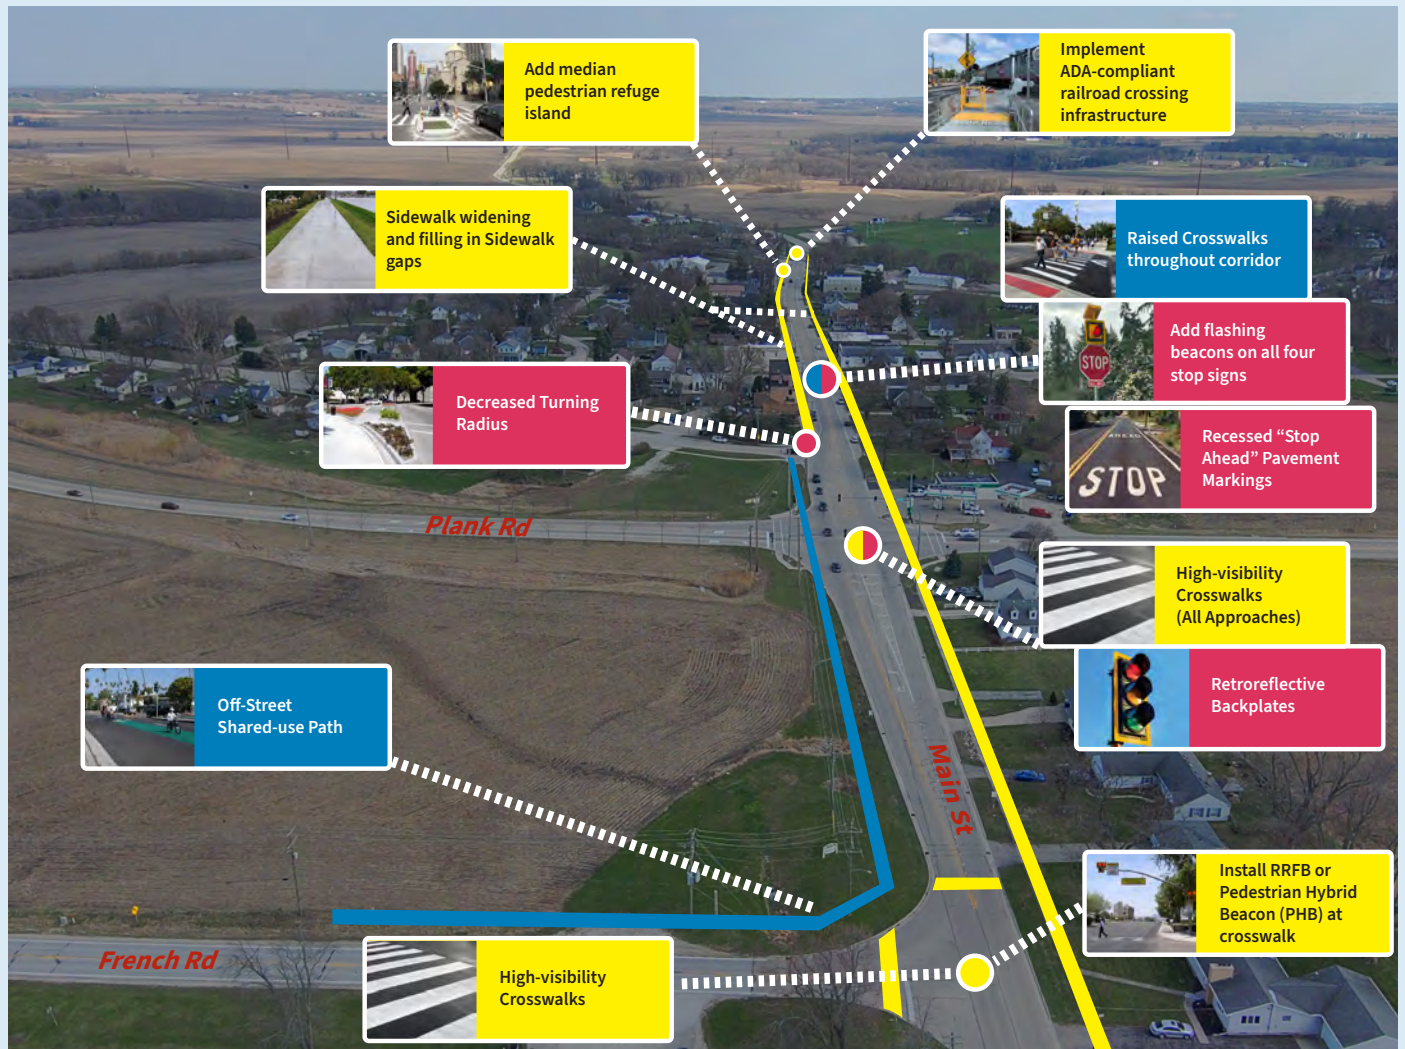 Add median
pedestrian refuge
island
Implement
ADA-compliant
railroad crossing
infrastructure
Sidewalk widening
and filling in Sidewalk
gaps
Raised Crosswalks
throughout corridor
Add flashing
beacons on all four
stop signs
STOP
Decreased Turning
Radius
Recessed “Stop
Ahead” Pavement
Markings
AHEAD
STOP
Plank Rd
High-visibility
Crosswalks
(All Approaches)
Retroreflective
Backplates
Off-Street
Shared-use Path
Main St
Install RRFB or
Pedestrian Hybrid
Beacon (PHB) at
crosswalk
French Rd
High-visibility
Crosswalks